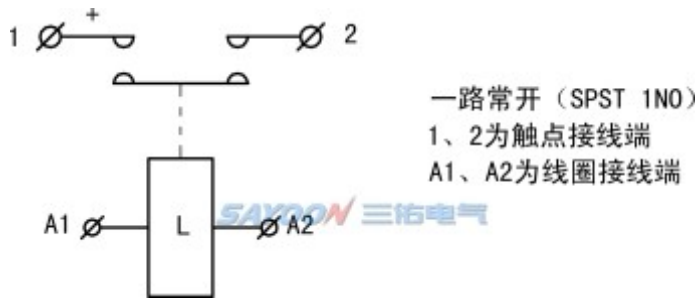 1 + 2
一路常开（SPST 1NO）
1、2为触点接线端
A1、A2为线圈接线端
A1 L A2
SAYOON 三佑电气